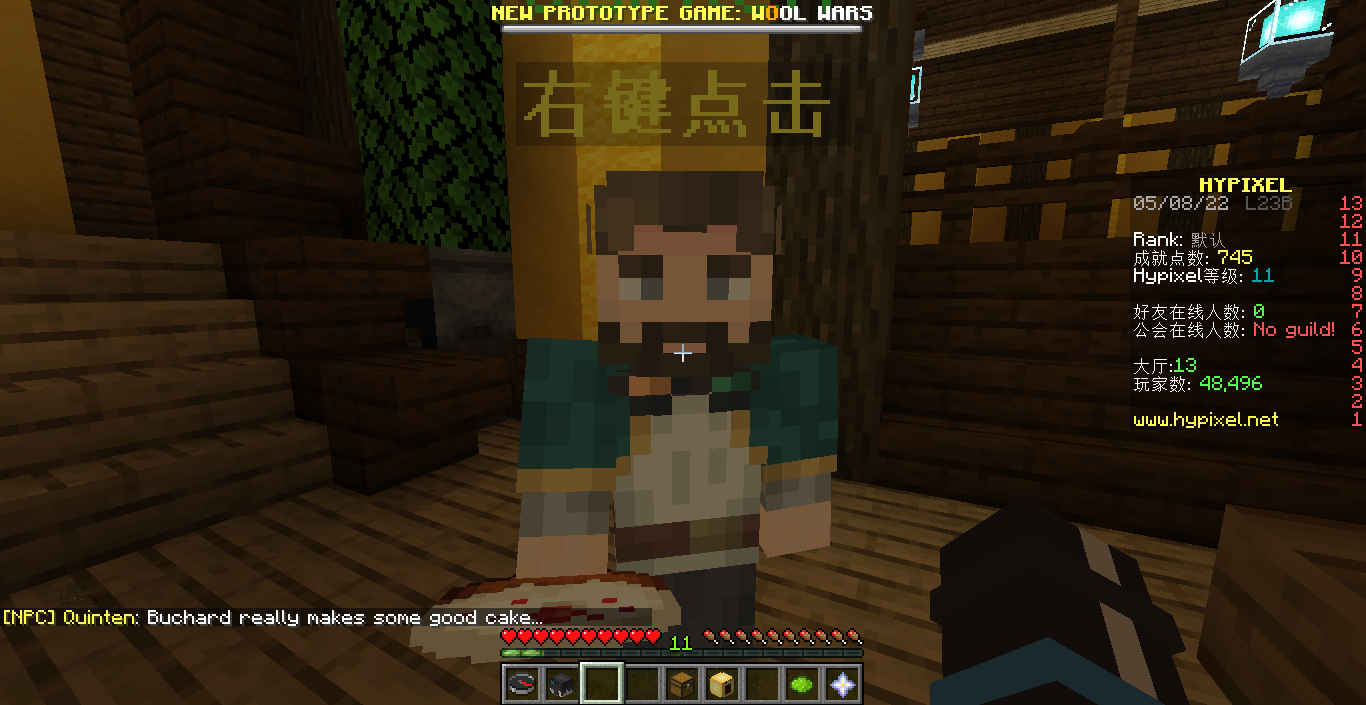 NEW PROTOTYPE GAME: WOOL WARS
右键点击
HYPIXEL
05/08/22 L23B 13
12
Rank: 默认 11
成就点数: 745 10
Hypixel等级: 11 9
8
好友在线人数: 0 7
公会在线人数: No guild! 6
5
大厅:13 4
玩家数: 48,496 3
2
www.hypixel.net 1
[NPC] Quinten: Buchard really makes some good cake...
11